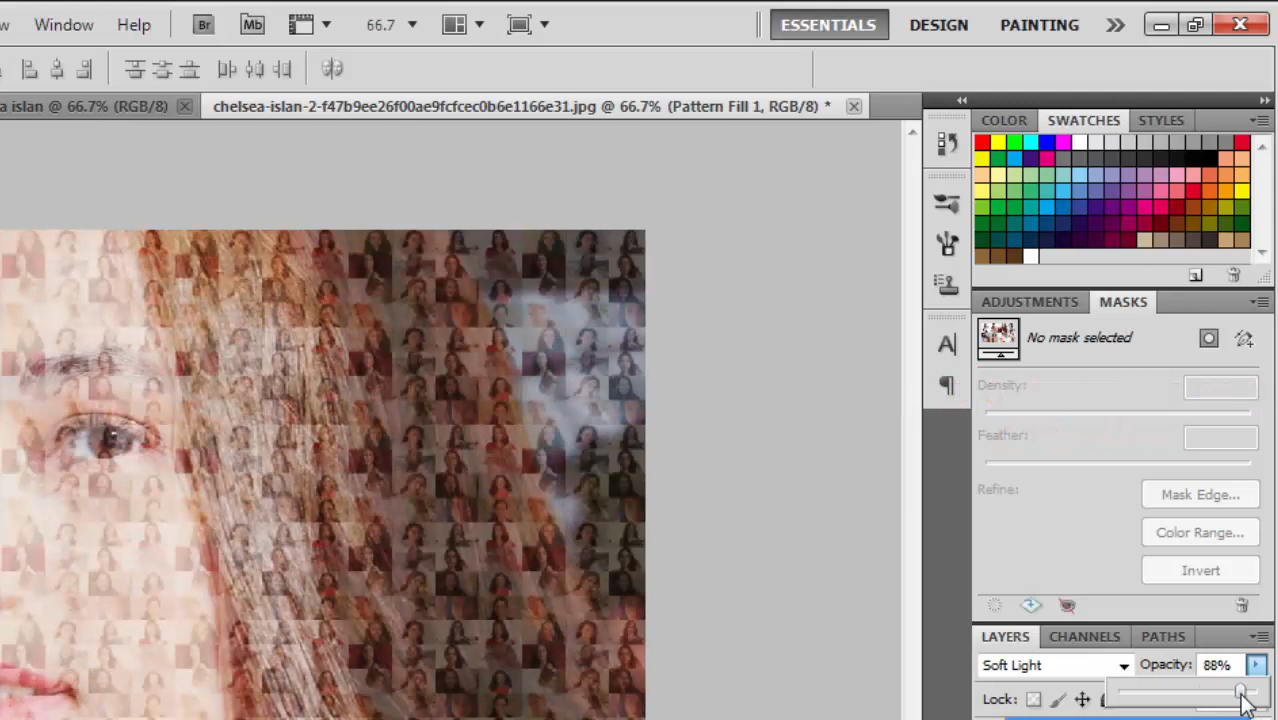 Window Help Br Mb 66.7 ESSENTIALS DESIGN PAINTING
islan @ 66.7% (RGB/8) chelsea-islan-2-f47b9ee26f00ae9fcfcec0b6e1166e31.jpg @ 66.7% (Pattern Fill 1, RGB/8) *
COLOR SWATCHES STYLES
ADJUSTMENTS MASKS
No mask selected
Density:
Feather:
Refine: Mask Edge...
Color Range...
Invert
LAYERS CHANNELS PATHS
Soft Light Opacity: 88%
Lock: